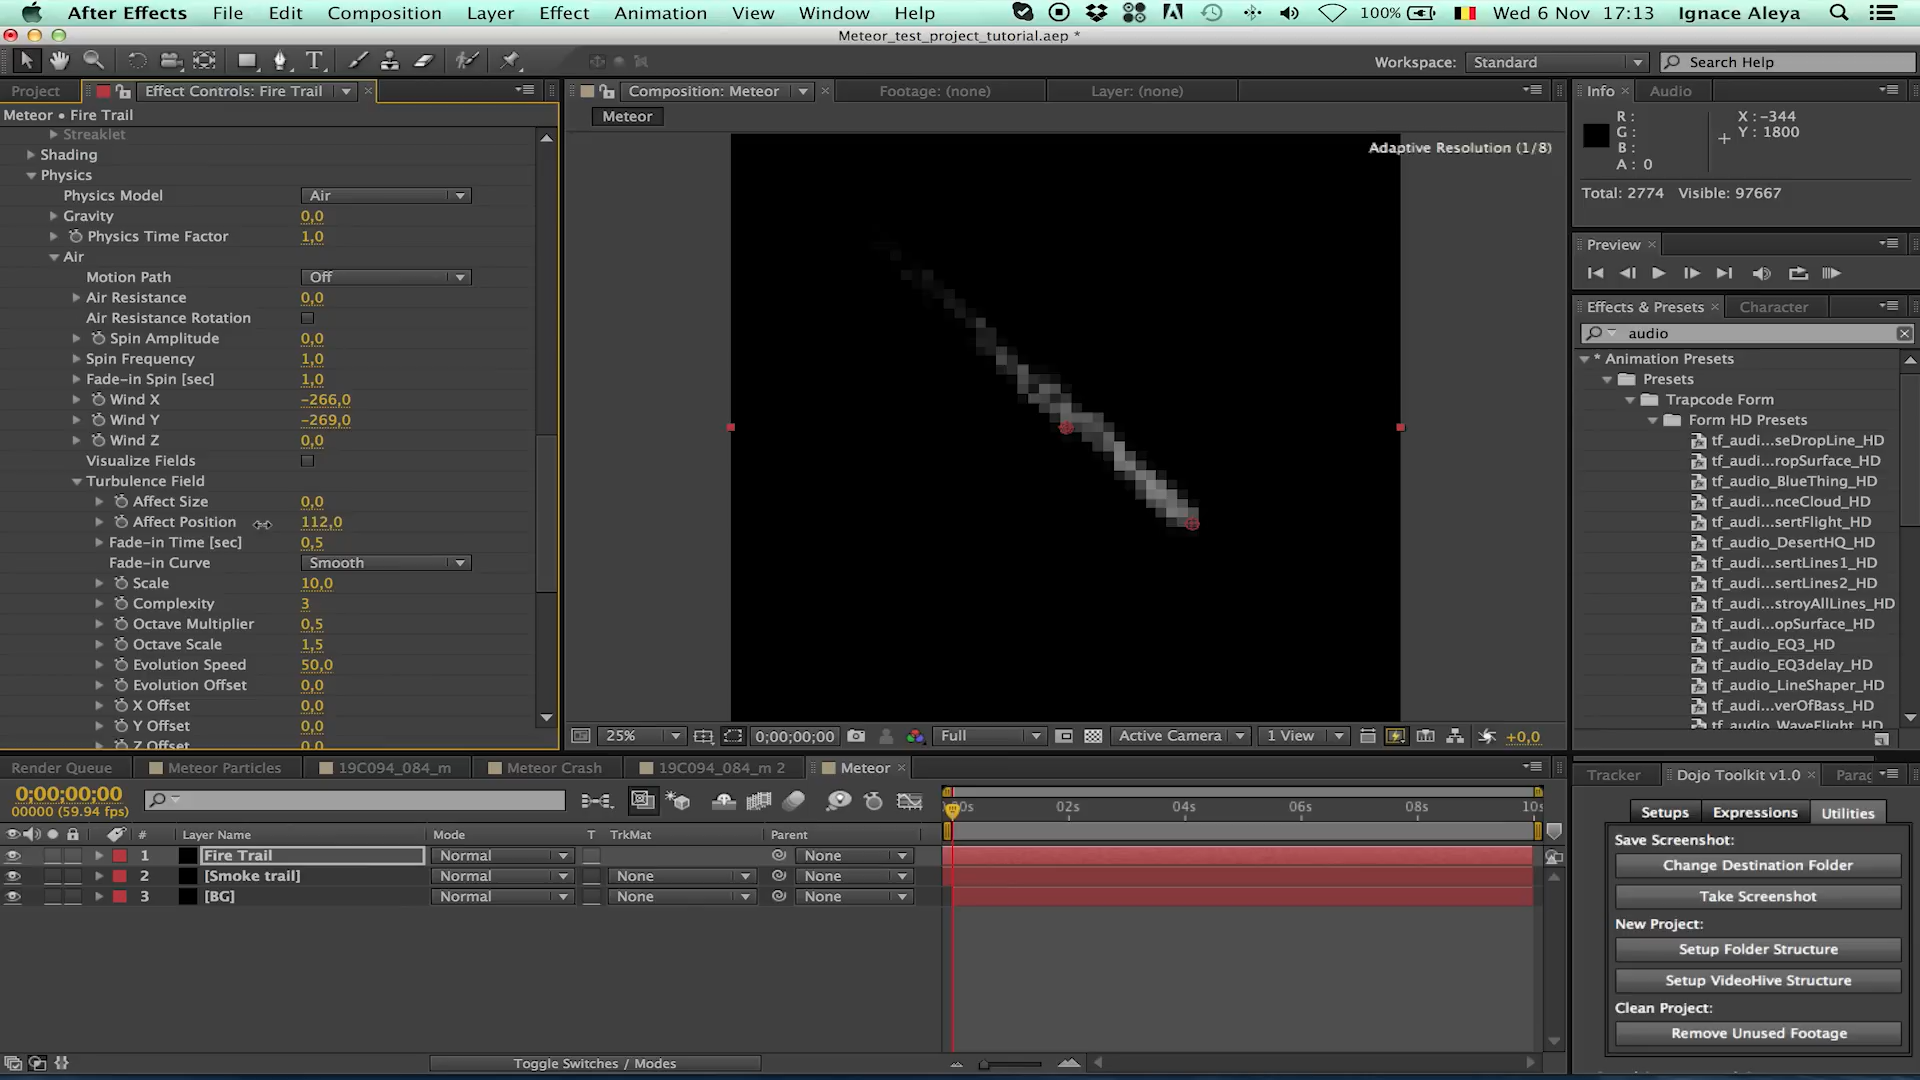 After Effects File Edit Composition Layer Effect Animation View Window Help 100% Wed 6 Nov 17:13 Ignace Aleya
Meteor_test_project_tutorial.aep *
T Workspace: Standard Search Help
Project Effect Controls: Fire Trail × Composition: Meteor × Footage: (none) Layer: (none) Info × Audio
Meteor • Fire Trail
Meteor
Streaklet
Shading
Physics
Physics Model Air
Gravity 0,0
Physics Time Factor 1,0
Air
Motion Path Off
Air Resistance 0,0
Air Resistance Rotation
Spin Amplitude 0,0
Spin Frequency 1,0
Fade-in Spin [sec] 1,0
Wind X -266,0
Wind Y -269,0
Wind Z 0,0
Visualize Fields
Turbulence Field
Affect Size 0,0
Affect Position 112,0
Fade-in Time [sec] 0,5
Fade-in Curve Smooth
Scale 10,0
Complexity 3
Octave Multiplier 0,5
Octave Scale 1,5
Evolution Speed 50,0
Evolution Offset 0,0
X Offset 0,0
Y Offset 0,0
Z Offset 0,0
Adaptive Resolution (1/8)
25% 0;00;00;00 Full Active Camera 1 View +0,0
R : X : -344
G : Y : 1800
B :
A : 0
Total: 2774 Visible: 97667
Preview ×
Effects & Presets × Character
audio
* Animation Presets
Presets
Trapcode Form
Form HD Presets
tf_audi...seDropLine_HD
tf_audi...ropSurface_HD
tf_audio_BlueThing_HD
tf_audi...nceCloud_HD
tf_audi...sertFlight_HD
tf_audio_DesertHQ_HD
tf_audi...sertLines1_HD
tf_audi...sertLines2_HD
tf_audi...stroyAllLines_HD
tf_audi...opSurface_HD
tf_audio_EQ3_HD
tf_audio_EQ3delay_HD
tf_audio_LineShaper_HD
tf_audi...verOfBass_HD
tf_audio_WaveFlight_HD
Render Queue Meteor Particles 19C094_084_m Meteor Crash 19C094_084_m 2 Meteor ×
0;00;00;00
00000 (59.94 fps)
:00s 02s 04s 06s 08s 10s
# Layer Name Mode T TrkMat Parent
1 Fire Trail Normal None
2 [Smoke trail] Normal None None
3 [BG] Normal None None
Toggle Switches / Modes
Tracker Dojo Toolkit v1.0 × Parag
Setups Expressions Utilities
Save Screenshot:
Change Destination Folder
Take Screenshot
New Project:
Setup Folder Structure
Setup VideoHive Structure
Clean Project:
Remove Unused Footage